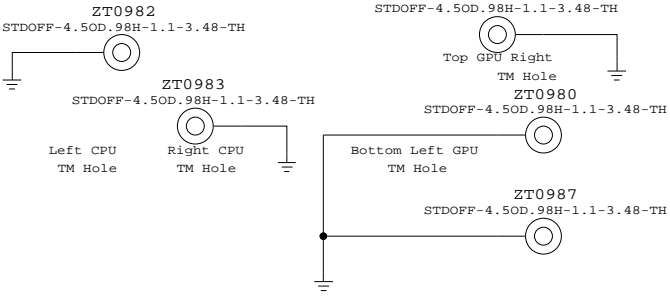 ZT0982
STDOFF-4.5OD.98H-1.1-3.48-TH
STDOFF-4.5OD.98H-1.1-3.48-TH
Top GPU Right
TM Hole
ZT0983
STDOFF-4.5OD.98H-1.1-3.48-TH
ZT0980
STDOFF-4.5OD.98H-1.1-3.48-TH
Left CPU
TM Hole
Right CPU
TM Hole
Bottom Left GPU
TM Hole
ZT0987
STDOFF-4.5OD.98H-1.1-3.48-TH